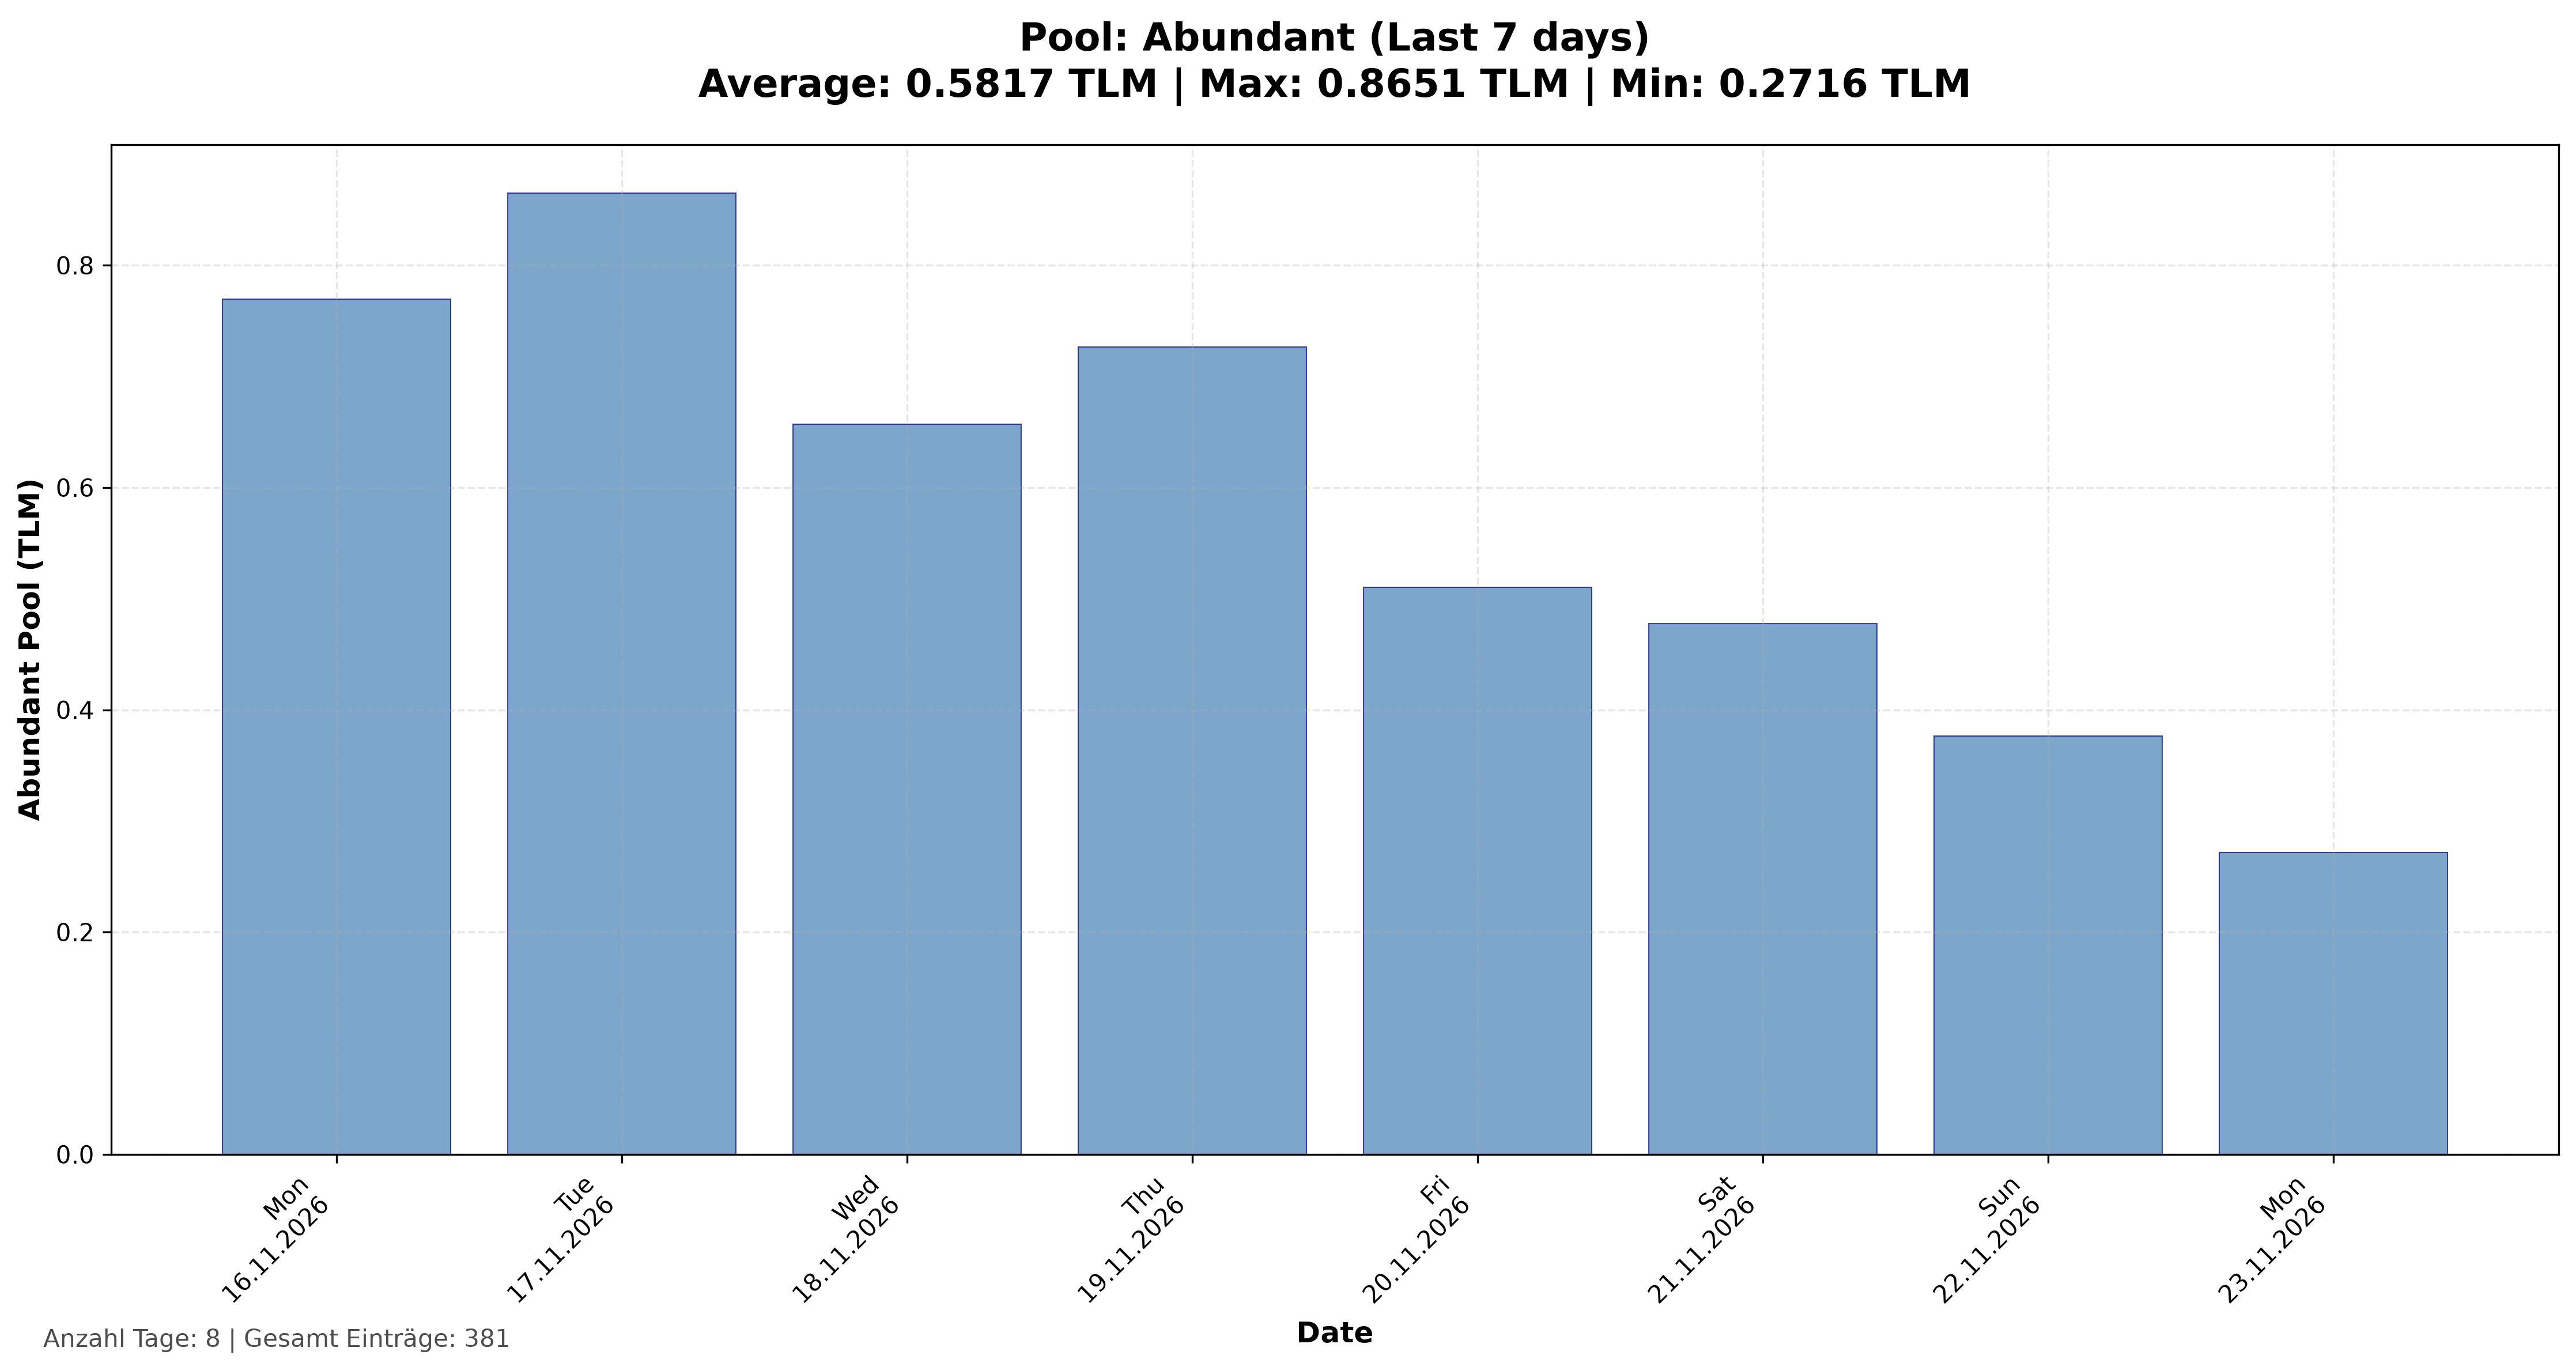 Pool: Abundant (Last 7 days)
Average: 0.5817 TLM | Max: 0.8651 TLM | Min: 0.2716 TLM
Abundant Pool (TLM)
0.8
0.6
0.4
0.2
0.0
Mon
16.11.2026
Tue
17.11.2026
Wed
18.11.2026
Thu
19.11.2026
Fri
20.11.2026
Sat
21.11.2026
Sun
22.11.2026
Mon
23.11.2026
Date
Anzahl Tage: 8 | Gesamt Einträge: 381